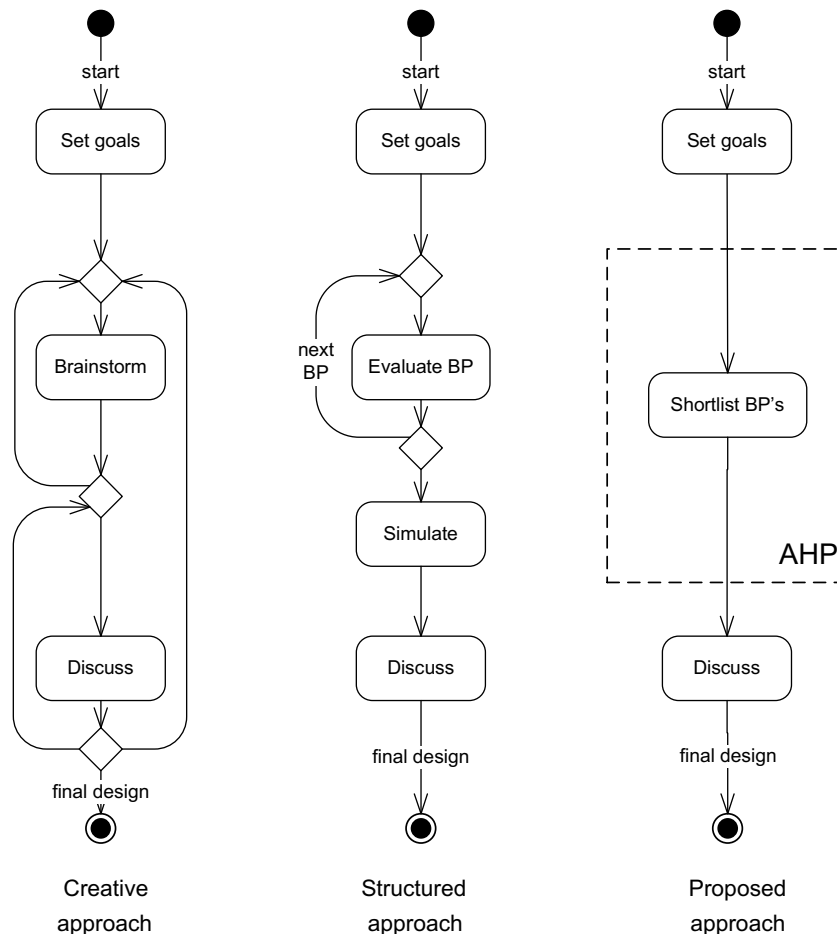 start
Set goals
Brainstorm
Discuss
final design
Creative
approach
start
Set goals
next
BP
Evaluate BP
Simulate
Discuss
final design
Structured
approach
start
Set goals
Shortlist BP's
AHP
Discuss
final design
Proposed
approach